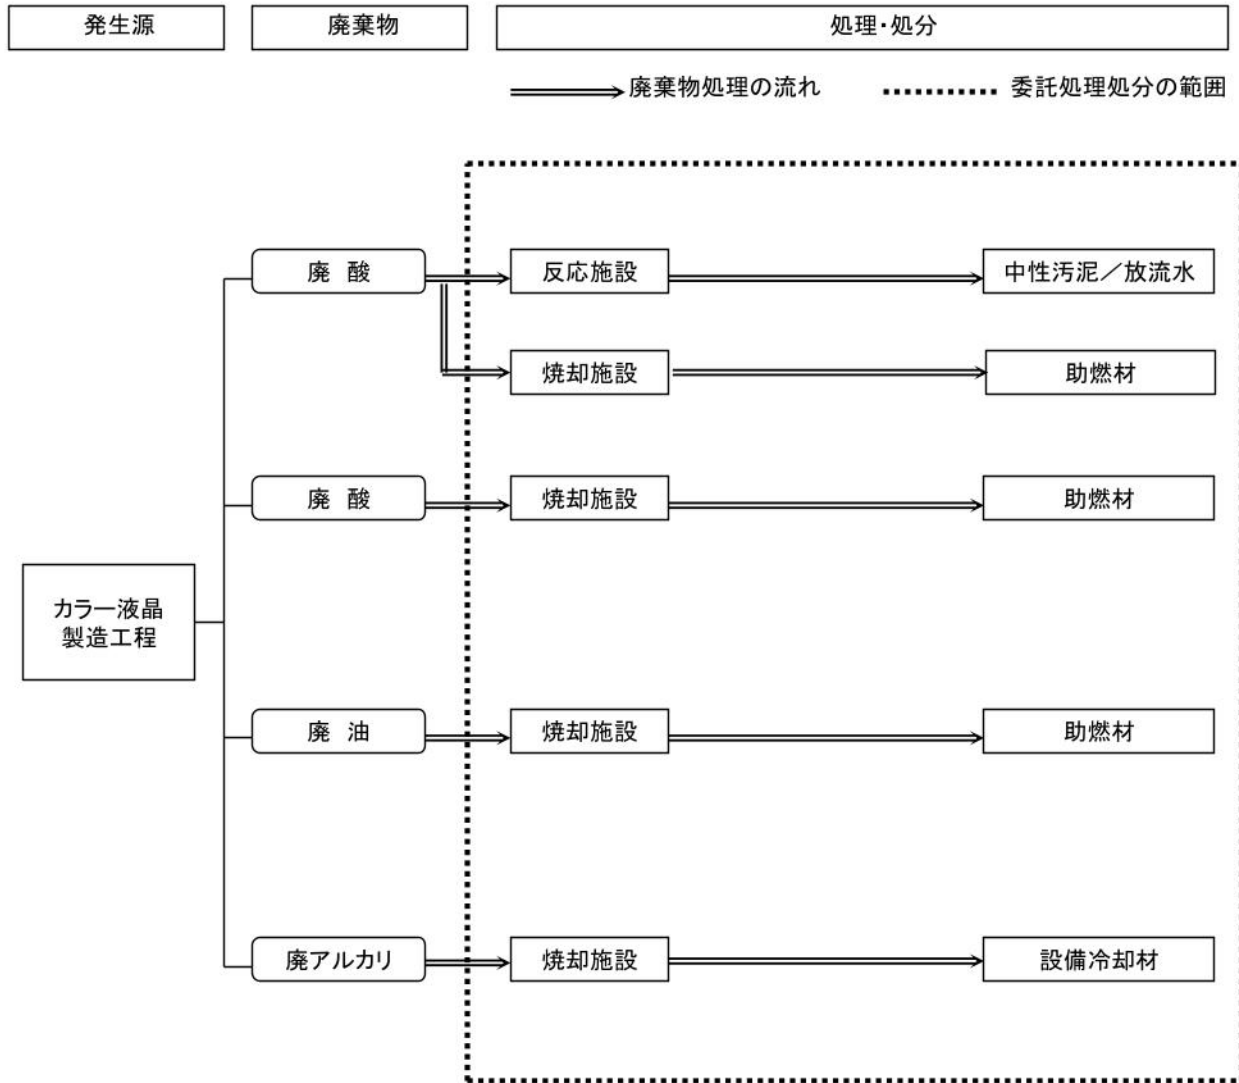 発生源
廃棄物
処理・処分
廃棄物処理の流れ
委託処理処分の範囲
廃 酸
反応施設
中性汚泥／放流水
焼却施設
助燃材
廃 酸
焼却施設
助燃材
カラー液晶
製造工程
廃 油
焼却施設
助燃材
廃アルカリ
焼却施設
設備冷却材